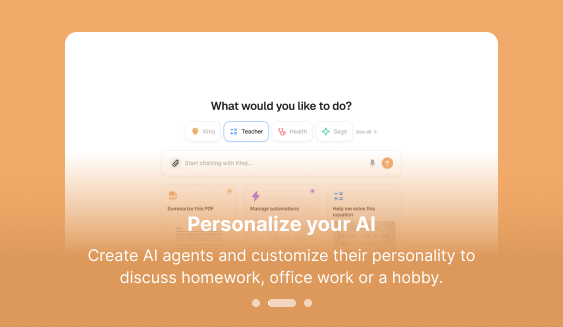 What would you like to do?
Khoj Teacher Health Sage See all →
Start chatting with Khoj...
Summarize this PDF Manage automations Help me solve this
equation
Personalize your AI
Create AI agents and customize their personality to
discuss homework, office work or a hobby.